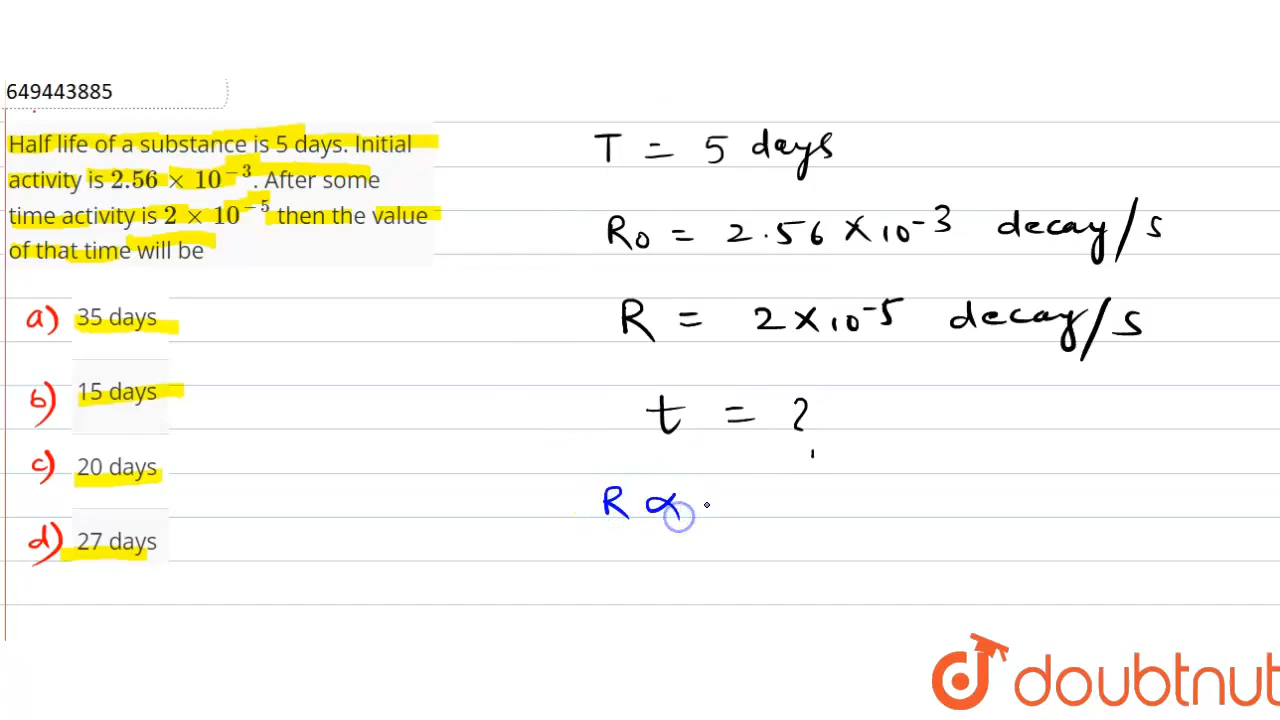 649443885
Half life of a substance is 5 days. Initial
activity is 2.56 × 10⁻³. After some
time activity is 2 × 10⁻⁵ then the value
of that time will be
a) 35 days
b) 15 days
c) 20 days
d) 27 days
T = 5 days
R₀ = 2.56 × 10⁻³ decay/s
R = 2 × 10⁻⁵ decay/s
t = ?
R ∝
doubtnut